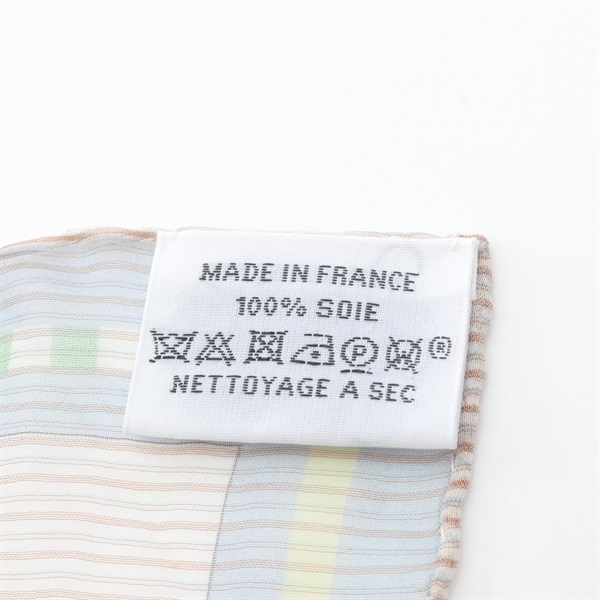 MADE IN FRANCE
100% SOIE
P ®
NETTOYAGE A SEC